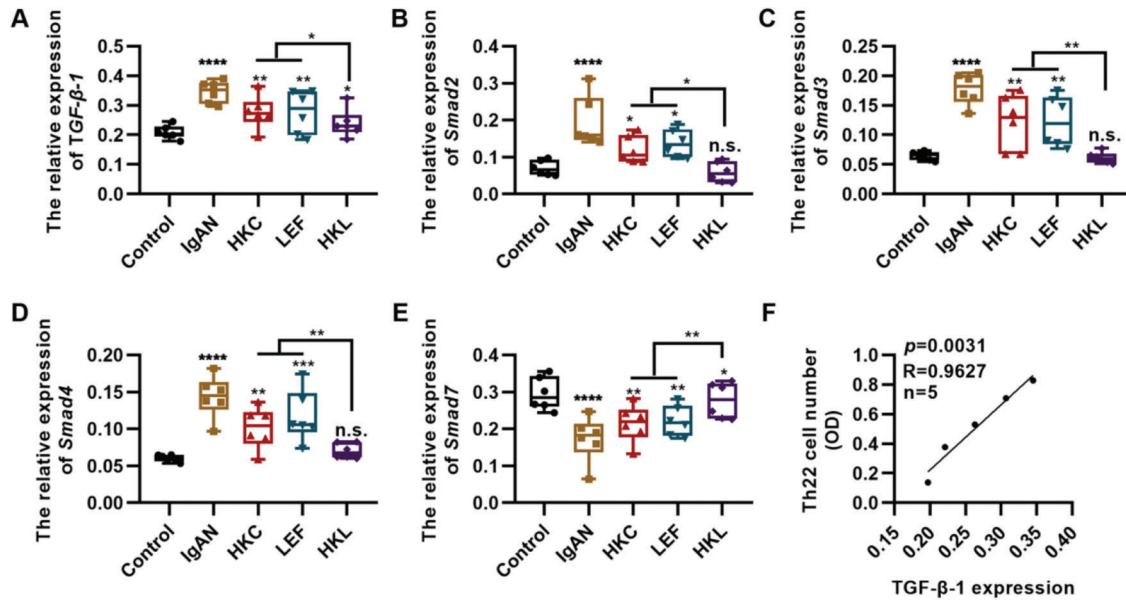 A
The relative expression
of TGF-β-1
0.5
0.4
0.3
0.2
0.1
0.0
****
**
**
*
*
Control
IgAN
HKC
LEF
HKL
B
The relative expression
of Smad2
0.4
0.3
0.2
0.1
0.0
****
*
*
*
n.s.
Control
IgAN
HKC
LEF
HKL
C
The relative expression
of Smad3
0.25
0.20
0.15
0.10
0.05
0.00
****
**
**
**
n.s.
Control
IgAN
HKC
LEF
HKL
D
The relative expression
of Smad4
0.20
0.15
0.10
0.05
0.00
****
**
***
**
n.s.
Control
IgAN
HKC
LEF
HKL
E
The relative expression
of Smad7
0.4
0.3
0.2
0.1
0.0
****
**
**
**
*
Control
IgAN
HKC
LEF
HKL
F
Th22 cell number
(OD)
1.0
0.8
0.6
0.4
0.2
0.0
p=0.0031
R=0.9627
n=5
0.15
0.20
0.25
0.30
0.35
0.40
TGF-β-1 expression